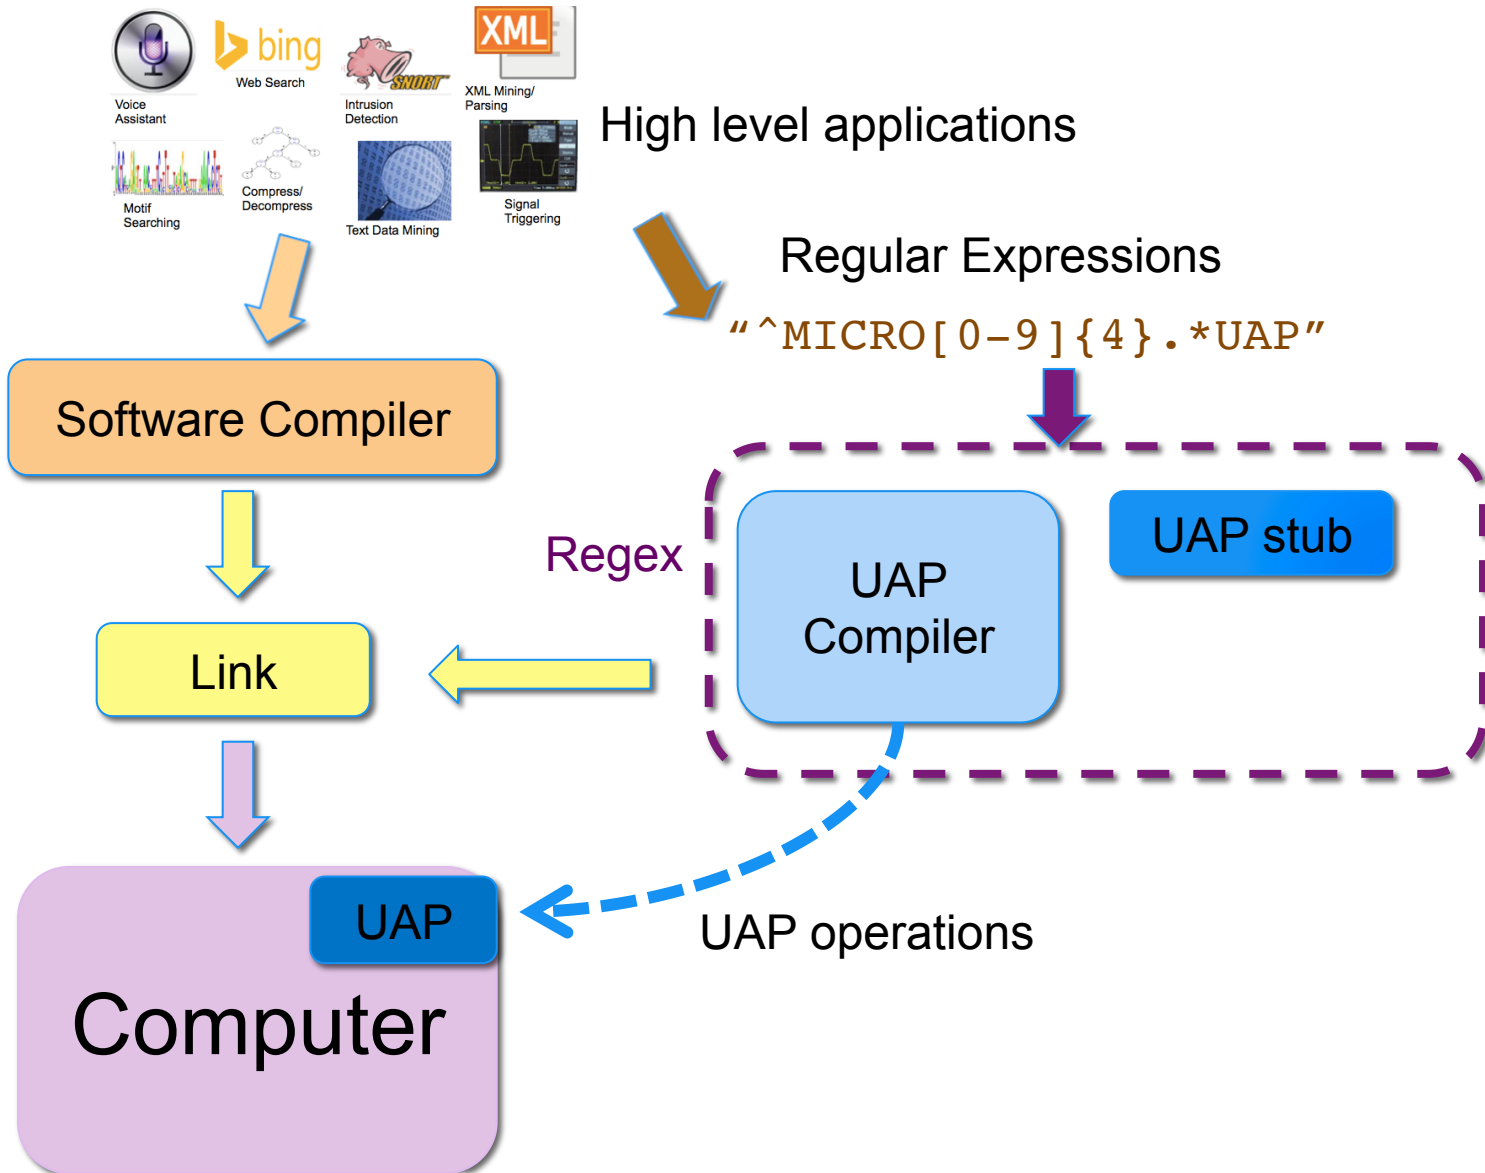 XML
bing
Web Search
SNORT
Voice
Assistant
Intrusion
Detection
XML Mining/
Parsing
High level applications
Motif
Searching
Compress/
Decompress
Text Data Mining
Signal
Triggering
Regular Expressions
“^MICRO[0-9]{4}.*UAP”
Software Compiler
Regex
UAP
Compiler
UAP stub
Link
UAP
UAP operations
Computer